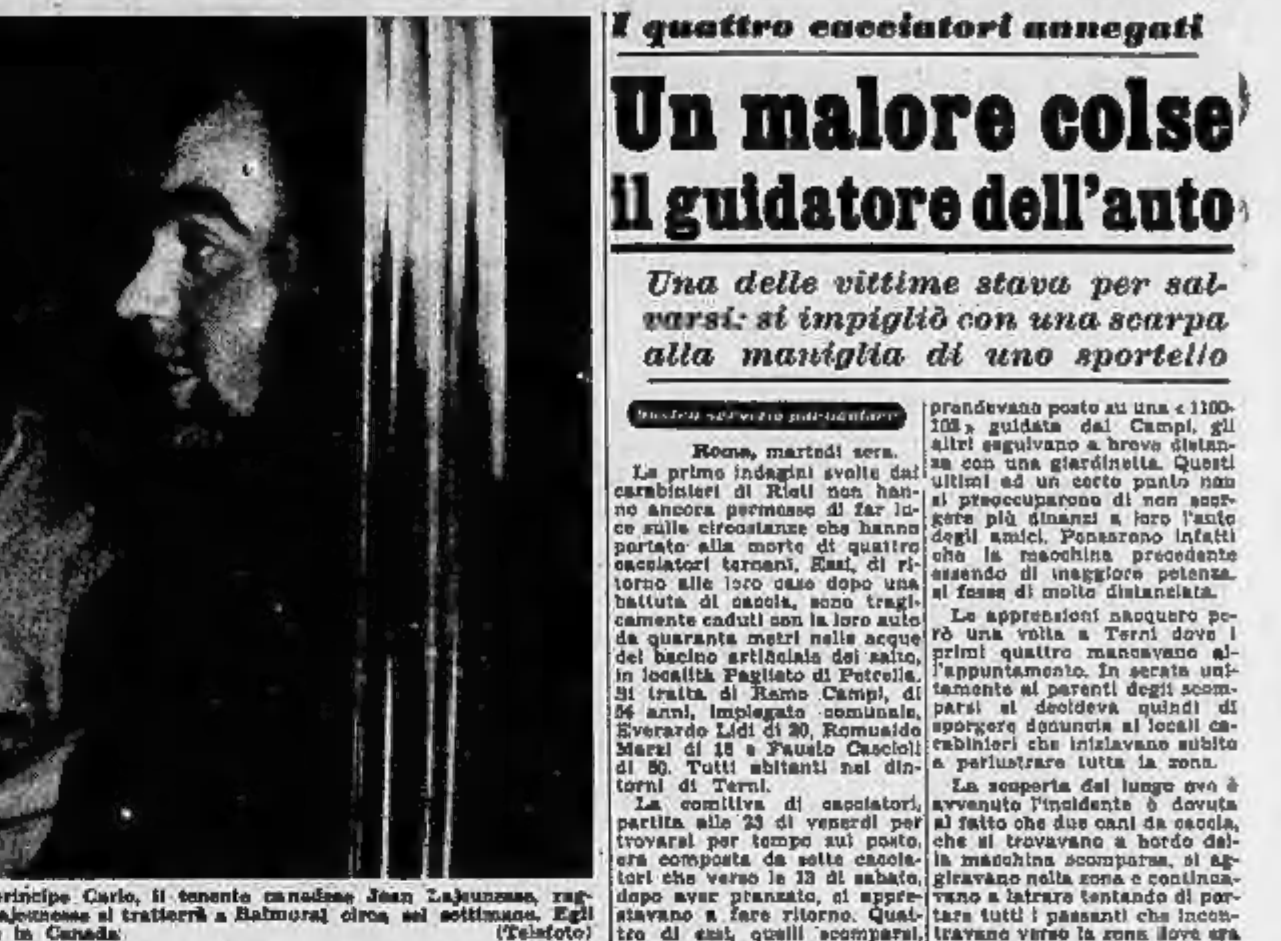 I quattro cacciatori annegati
Un malore colse
il guidatore dell'auto
Una delle vittime stava per sal-
varsi: si impigliò con una scarpa
alla maniglia di uno sportello
Roma, martedì sera.
Le prime indagini svolte dai
carabinieri di Rieti non han-
no ancora permesso di far lu-
ce sulle circostanze che hanno
portato alla morte di quattro
cacciatori ternani. Essi, di ri-
torno alle loro case dopo una
battuta di caccia, sono tragi-
camente caduti con la loro auto
da quaranta metri nelle acque
del bacino artificiale del salto,
in località Pagliato di Petrella.
Si tratta di Remo Campi, di
anni, impiegato comunale,
Everardo Lidi di 20, Romualdo
Marzi di 18 e Fausto Cascioli
di 50. Tutti abitanti nei din-
torni di Terni.
La comitiva di cacciatori,
partita alle 23 di venerdì per
trovarsi per tempo sul posto,
era composta da sette caccia-
tori che verso le 13 di sabato,
dopo aver pranzato, si appre-
stavano a fare ritorno. Quat-
tro di essi, quelli scomparsi,
prendevano posto su una « 1100-
103 » guidata dal Campi, gli
altri seguivano a breve distan-
za con una giardinetta. Questi
ultimi ad un certo punto non
si preoccuparono di non scor-
gere più dinanzi a loro l'auto
degli amici. Pensarono infatti
che la macchina precedente
essendo di maggiore potenza,
si fosse di molto distanziata.
Le apprensioni nacquero pe-
rò una volta a Terni dove i
primi quattro mancavano al-
l'appuntamento. In serata uni-
tamente ai parenti degli scom-
parsi si decideva quindi di
sporgere denuncia ai locali ca-
rabinieri che iniziavano subito
a perlustrare tutta la zona.
La scoperta del luogo ove è
avvenuto l'incidente è dovuta
al fatto che due cani da caccia,
che si trovavano a bordo del-
la macchina scomparsa, si ag-
giravano nella zona e continua-
vano a latrare tentando di por-
tare tutti i passanti che incon-
travano verso la zona dove era
principe Carlo, il tenente canadese Jean Lajeunesse, rag-
ajeunesse si tratterrà a Balmoral circa sei settimane. Egli
in Canada
(Telefoto)